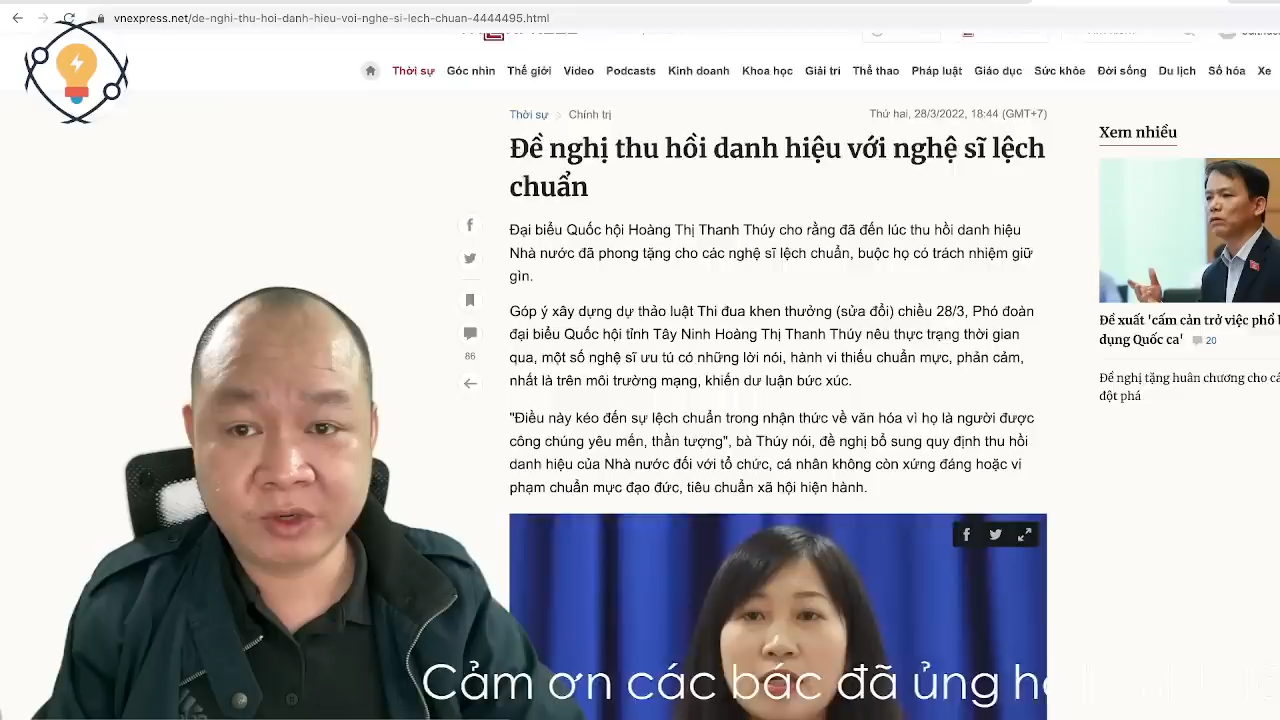 vnexpress.net/de-nghi-thu-hoi-danh-hieu-voi-nghe-si-lech-chuan-4444495.html
Thời sự Góc nhìn Thế giới Video Podcasts Kinh doanh Khoa học Giải trí Thể thao Pháp luật Giáo dục Sức khỏe Đời sống Du lịch Số hóa Xe
Thời sự > Chính trị
Thứ hai, 28/3/2022, 18:44 (GMT+7)
Đề nghị thu hồi danh hiệu với nghệ sĩ lệch
chuẩn
Đại biểu Quốc hội Hoàng Thị Thanh Thúy cho rằng đã đến lúc thu hồi danh hiệu
Nhà nước đã phong tặng cho các nghệ sĩ lệch chuẩn, buộc họ có trách nhiệm giữ
gìn.
Góp ý xây dựng dự thảo luật Thi đua khen thưởng (sửa đổi) chiều 28/3, Phó đoàn
đại biểu Quốc hội tỉnh Tây Ninh Hoàng Thị Thanh Thúy nêu thực trạng thời gian
qua, một số nghệ sĩ ưu tú có những lời nói, hành vi thiếu chuẩn mực, phản cảm,
nhất là trên môi trường mạng, khiến dư luận bức xúc.
"Điều này kéo đến sự lệch chuẩn trong nhận thức về văn hóa vì họ là người được
công chúng yêu mến, thần tượng", bà Thúy nói, đề nghị bổ sung quy định thu hồi
danh hiệu của Nhà nước đối với tổ chức, cá nhân không còn xứng đáng hoặc vi
phạm chuẩn mực đạo đức, tiêu chuẩn xã hội hiện hành.
86
Xem nhiều
Đề xuất 'cấm cản trở việc phổ
dụng Quốc ca' 20
Đề nghị tặng huân chương cho
đột phá
Cảm ơn các bác đã ủng